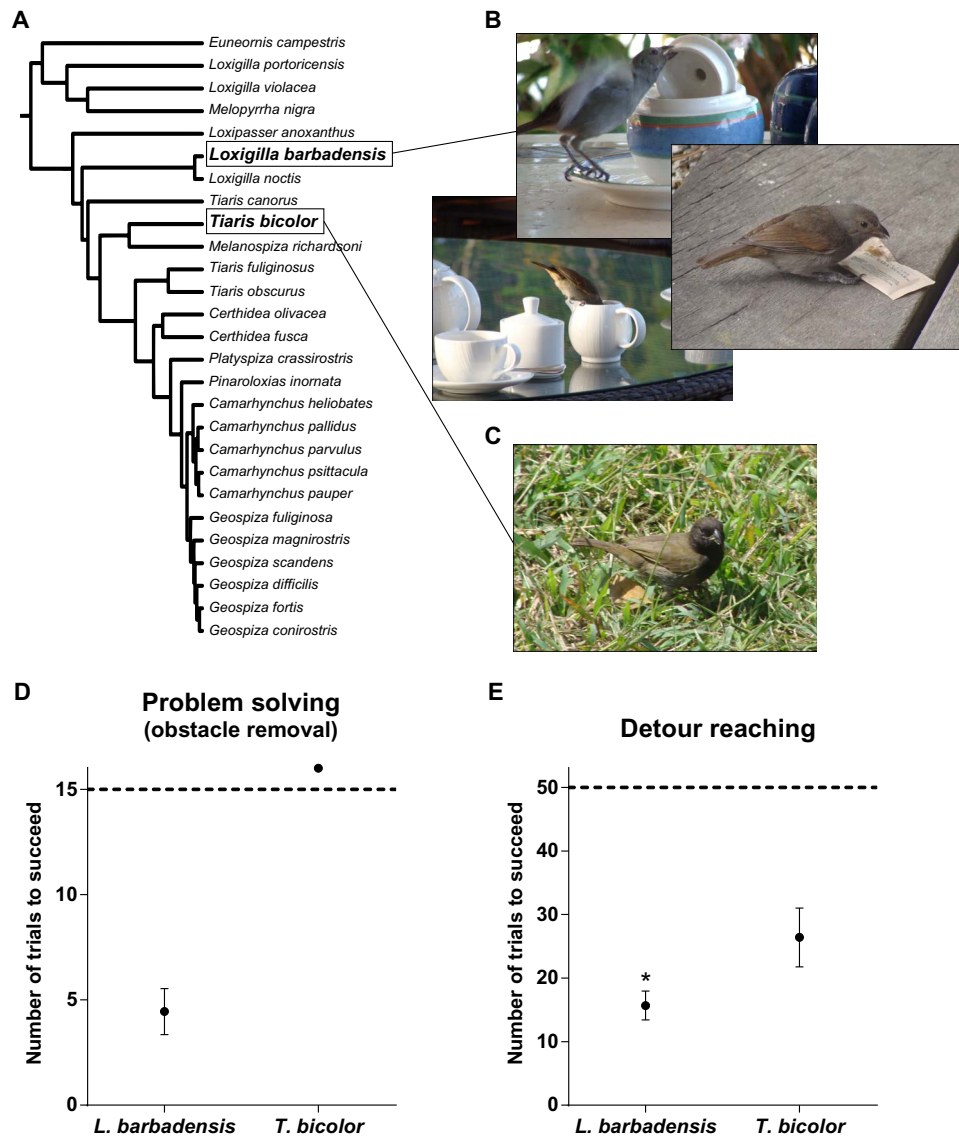 A
Euneornis campestris
Loxigilla portoricensis
Loxigilla violacea
Melopyrrha nigra
Loxipasser anoxanthus
Loxigilla barbadensis
Loxigilla noctis
Tiaris canorus
Tiaris bicolor
Melanospiza richardsoni
Tiaris fuliginosus
Tiaris obscurus
Certhidea olivacea
Certhidea fusca
Platyspiza crassirostris
Pinaroloxias inornata
Camarhynchus heliobates
Camarhynchus pallidus
Camarhynchus parvulus
Camarhynchus psittacula
Camarhynchus pauper
Geospiza fuliginosa
Geospiza magnirostris
Geospiza scandens
Geospiza difficilis
Geospiza fortis
Geospiza conirostris
B
C
D
Problem solving
(obstacle removal)
Number of trials to succeed
15
10
5
0
L. barbadensis T. bicolor
E
Detour reaching
Number of trials to succeed
50
40
30
20
*
10
0
L. barbadensis T. bicolor